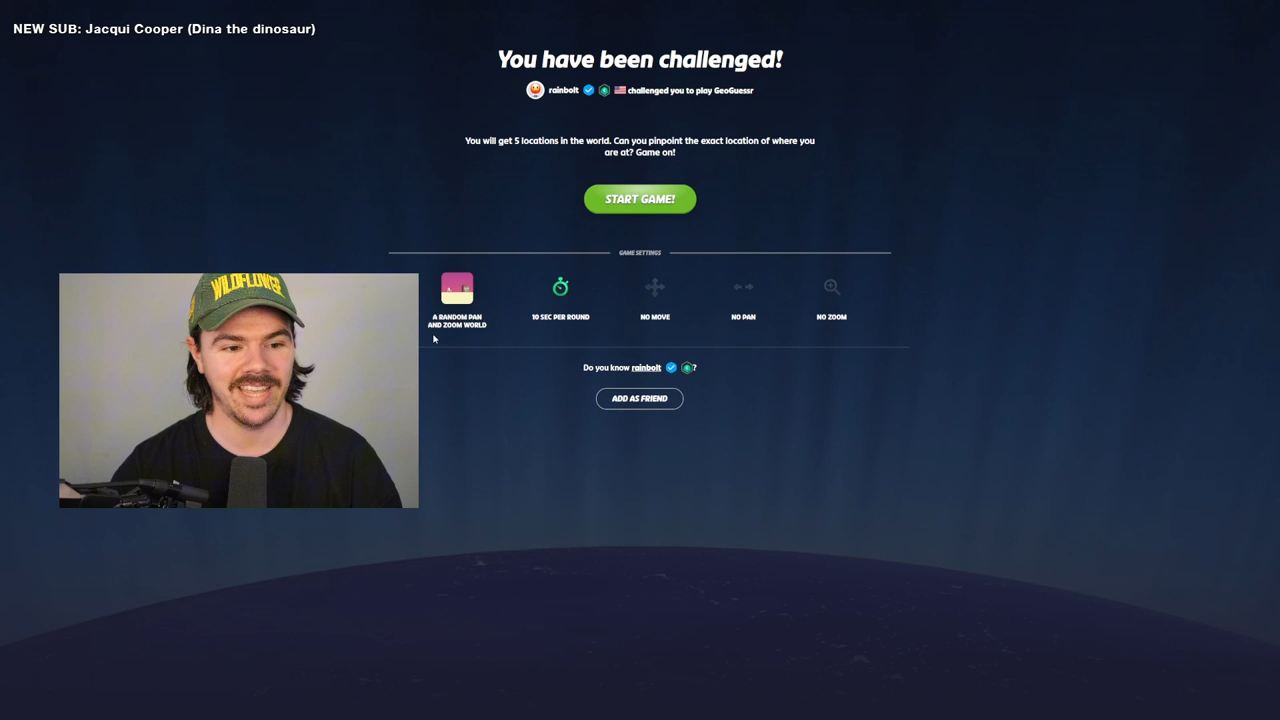 NEW SUB: Jacqui Cooper (Dina the dinosaur)
You have been challenged!
rainbolt challenged you to play GeoGuessr
You will get 5 locations in the world. Can you pinpoint the exact location of where you
are at? Game on!
START GAME!
GAME SETTINGS
WILDFLOWER
A RANDOM PAN
AND ZOOM WORLD
10 SEC PER ROUND
NO MOVE
NO PAN
NO ZOOM
Do you know rainbolt ?
ADD AS FRIEND